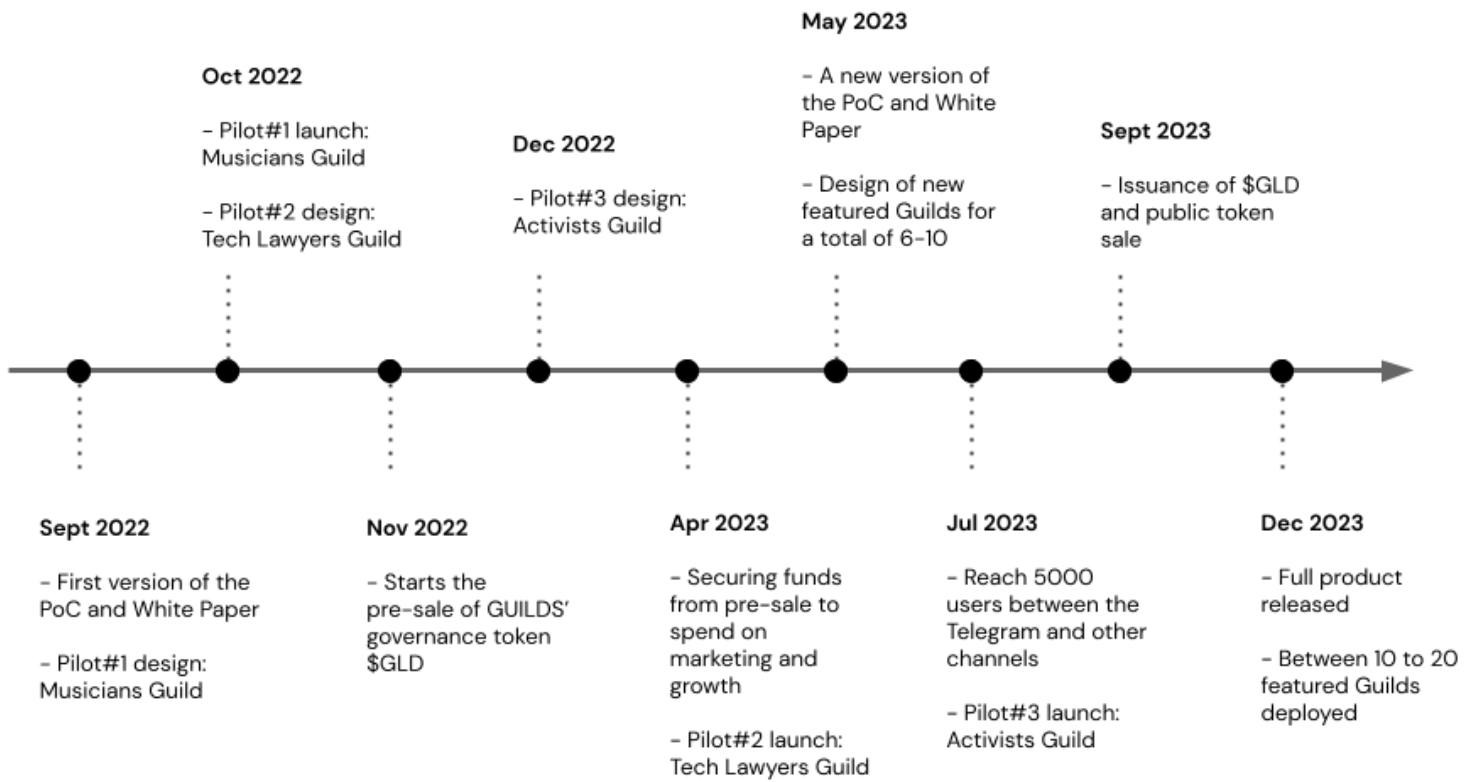 Sept 2022
- First version of the
PoC and White Paper
- Pilot#1 design:
Musicians Guild
Oct 2022
- Pilot#1 launch:
Musicians Guild
- Pilot#2 design:
Tech Lawyers Guild
Nov 2022
- Starts the
pre-sale of GUILDS’
governance token
$GLD
Dec 2022
- Pilot#3 design:
Activists Guild
Apr 2023
- Securing funds
from pre-sale to
spend on
marketing and
growth
- Pilot#2 launch:
Tech Lawyers Guild
May 2023
- A new version of
the PoC and White
Paper
- Design of new
featured Guilds for
a total of 6-10
Jul 2023
- Reach 5000
users between the
Telegram and other
channels
- Pilot#3 launch:
Activists Guild
Sept 2023
- Issuance of $GLD
and public token
sale
Dec 2023
- Full product
released
- Between 10 to 20
featured Guilds
deployed